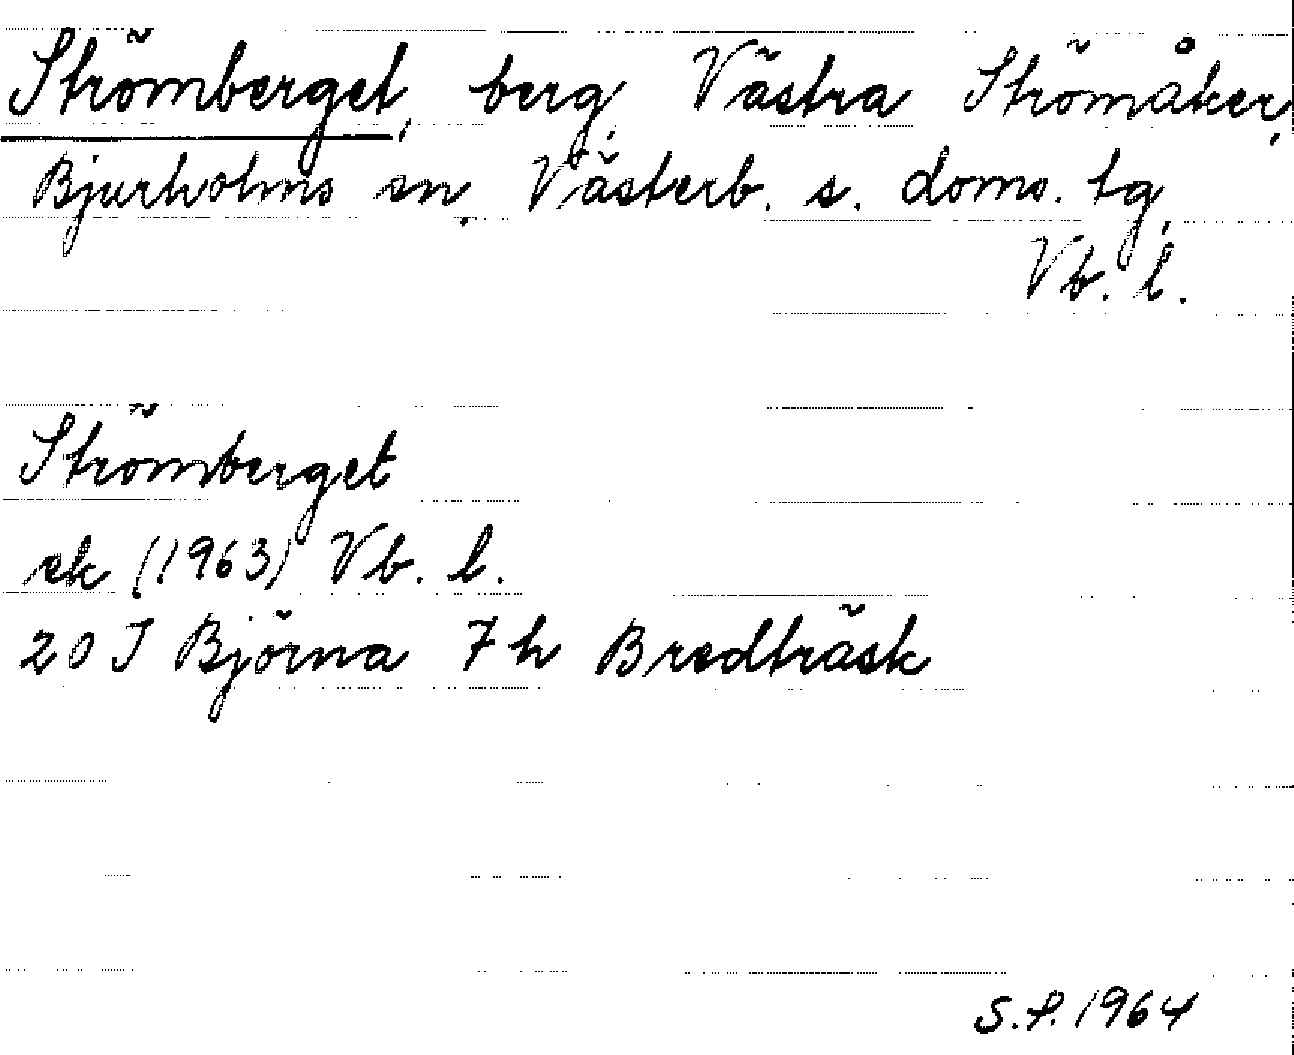 Strömberget, berg, Västra Strömåker,
Bjurholms sn, Västerb. s. doms. tg,
Vb. l.
Strömberget
ek (1963) Vb. l.
20 J Björna 7 h Bredträsk
S.P. 1964